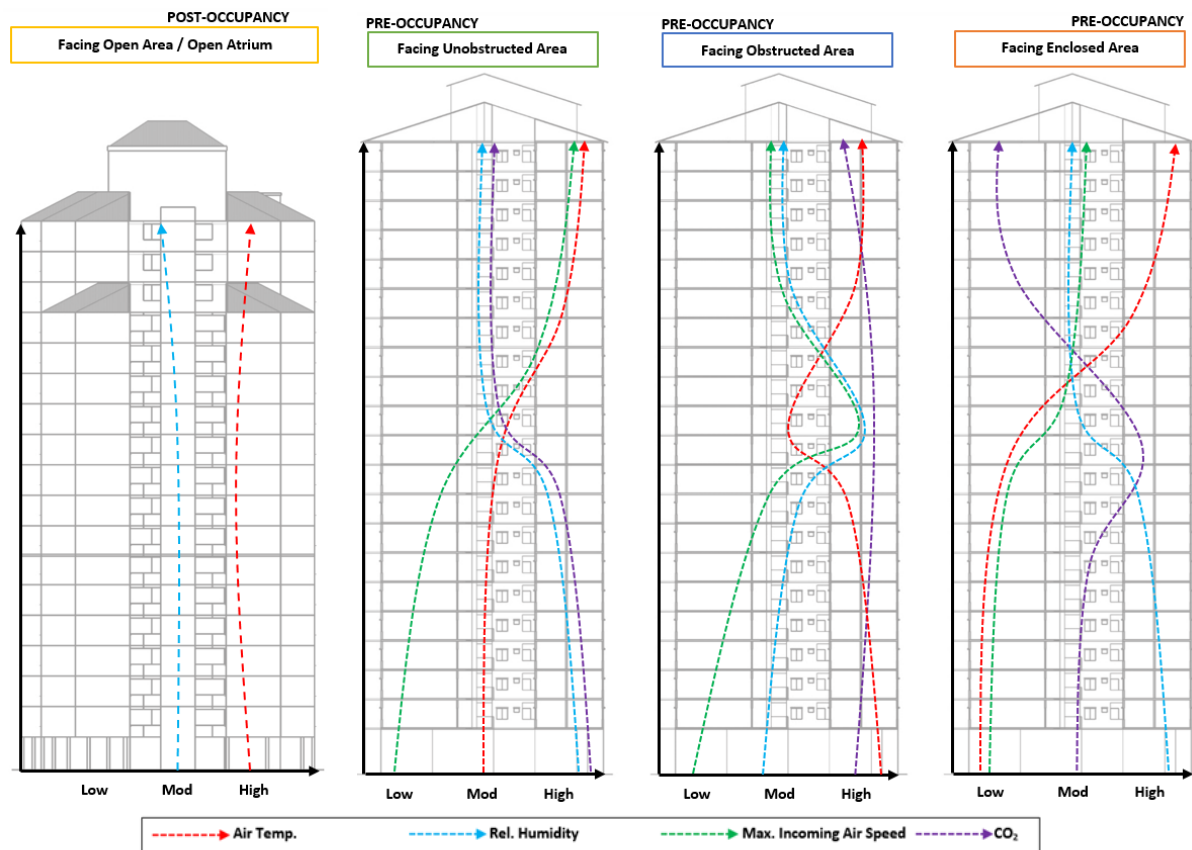 POST-OCCUPANCY
Facing Open Area / Open Atrium
PRE-OCCUPANCY
Facing Unobstructed Area
PRE-OCCUPANCY
Facing Obstructed Area
PRE-OCCUPANCY
Facing Enclosed Area
Low Mod High
Low Mod High
Low Mod High
Low Mod High
Air Temp. Rel. Humidity Max. Incoming Air Speed CO₂